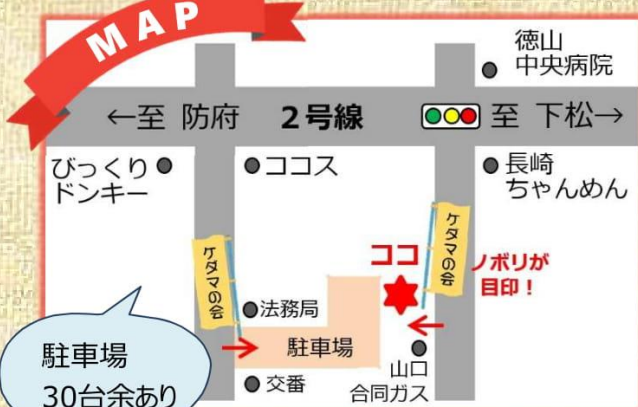 MAP
徳山
中央病院
←至 防府 2号線 至 下松→
びっくり
ドンキー
ココス
長崎
ちゃんめん
ケダマの会
ケダマの会
ココ
ノボリが
目印！
法務局
駐車場
山口
合同ガス
交番
駐車場
30台余あり